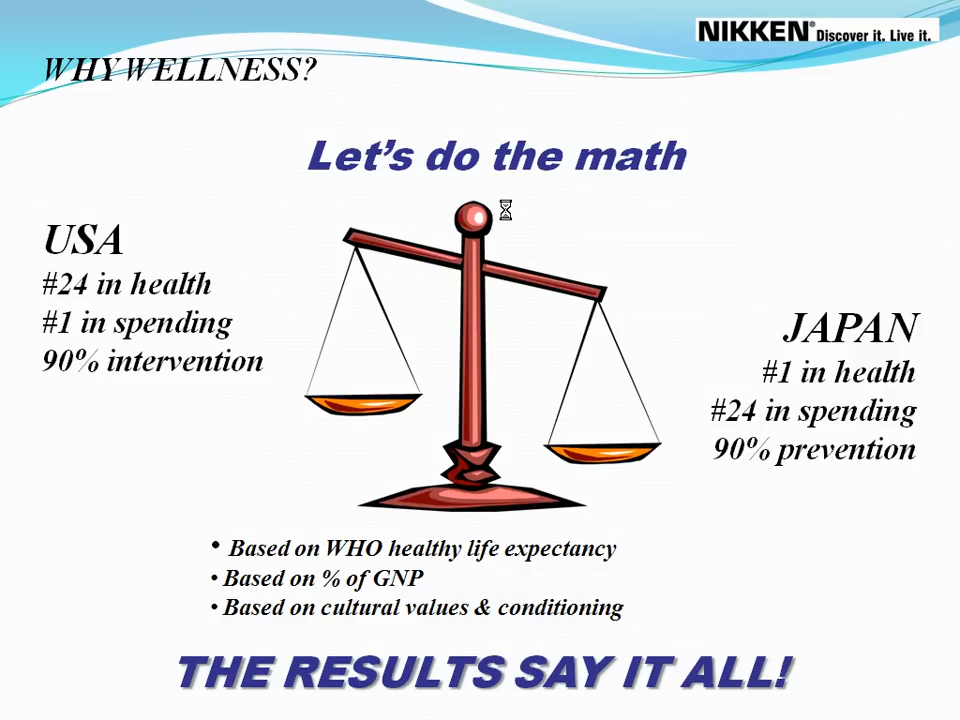 NIKKEN® Discover it. Live it.
WHY WELLNESS?
Let's do the math
USA
#24 in health
#1 in spending
90% intervention
JAPAN
#1 in health
#24 in spending
90% prevention
• Based on WHO healthy life expectancy
• Based on % of GNP
• Based on cultural values & conditioning
THE RESULTS SAY IT ALL!